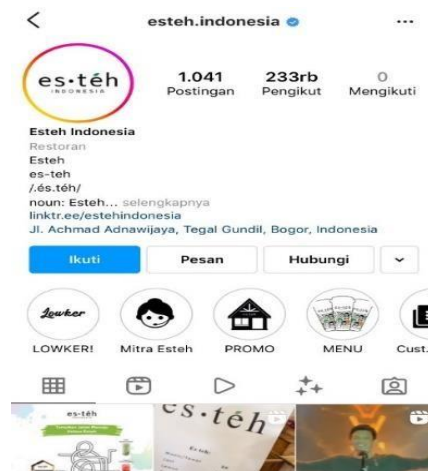 esteh.indonesia
es•téh
INDONESIA
1.041 233rb 0
Postingan Pengikut Mengikuti
Esteh Indonesia
Restoran
Esteh
es-teh
/.és.téh/
noun: Esteh... selengkapnya
linktr.ee/estehindonesia
Jl. Achmad Adnawijaya, Tegal Gundil, Bogor, Indonesia
Ikuti Pesan Hubungi
Lowker
LOWKER! Mitra Esteh PROMO MENU Cust.
es•téh
es•téh